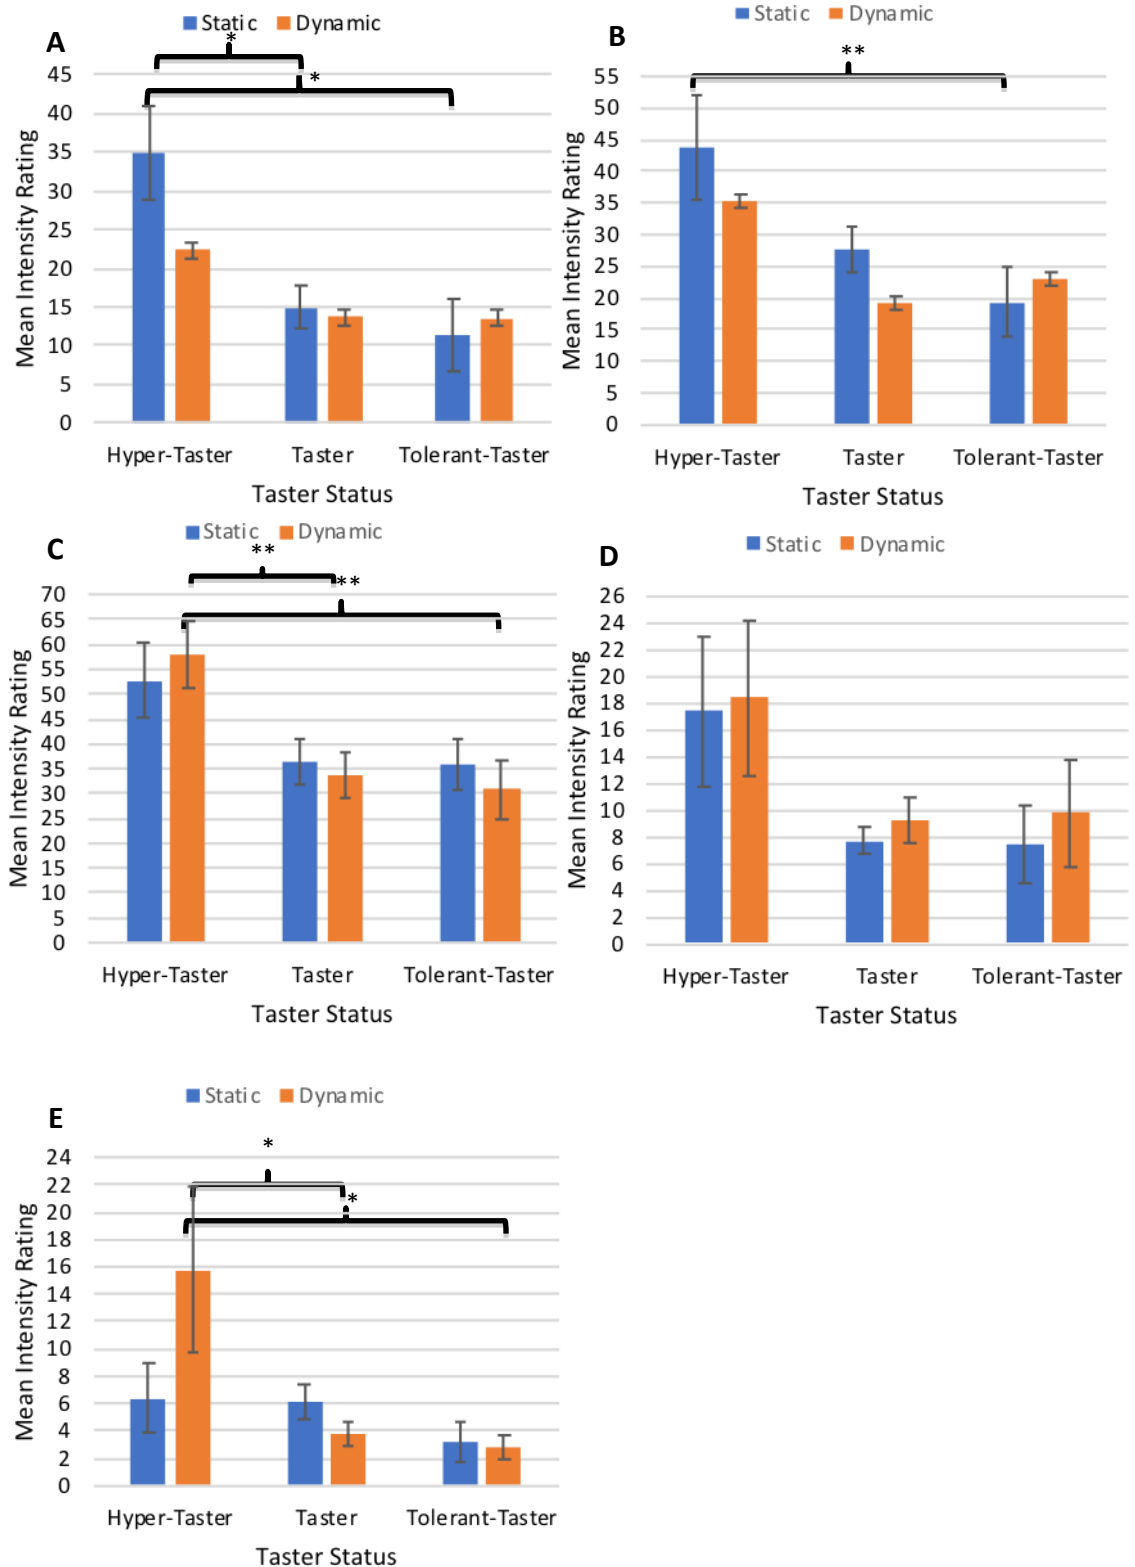 Static Dynamic
A
*
*
45
40
35
30
25
20
15
10
5
0
Mean Intensity Rating
Hyper-Taster Taster Tolerant-Taster
Taster Status
Static Dynamic
B
**
55
50
45
40
35
30
25
20
15
10
5
0
Mean Intensity Rating
Hyper-Taster Taster Tolerant-Taster
Taster Status
Static Dynamic
C
**
**
70
65
60
55
50
45
40
35
30
25
20
15
10
5
0
Mean Intensity Rating
Hyper-Taster Taster Tolerant-Taster
Taster Status
Static Dynamic
D
26
24
22
20
18
16
14
12
10
8
6
4
2
0
Mean Intensity Rating
Hyper-Taster Taster Tolerant-Taster
Taster Status
Static Dynamic
E
*
*
24
22
20
18
16
14
12
10
8
6
4
2
0
Mean Intensity Rating
Hyper-Taster Taster Tolerant-Taster
Taster Status